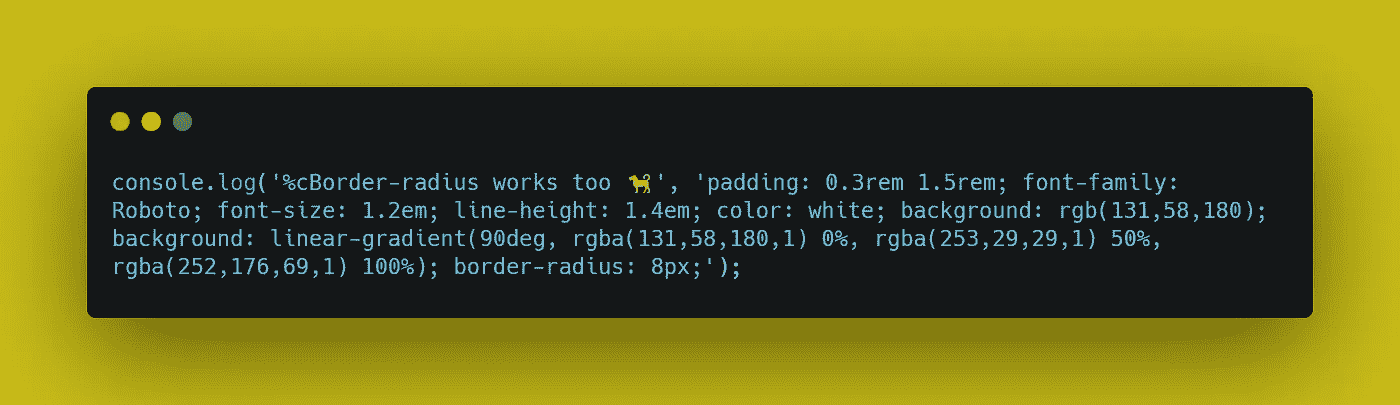 console.log('%cBorder-radius works too 🐕', 'padding: 0.3rem 1.5rem; font-family:
Roboto; font-size: 1.2em; line-height: 1.4em; color: white; background: rgb(131,58,180);
background: linear-gradient(90deg, rgba(131,58,180,1) 0%, rgba(253,29,29,1) 50%,
rgba(252,176,69,1) 100%); border-radius: 8px;');